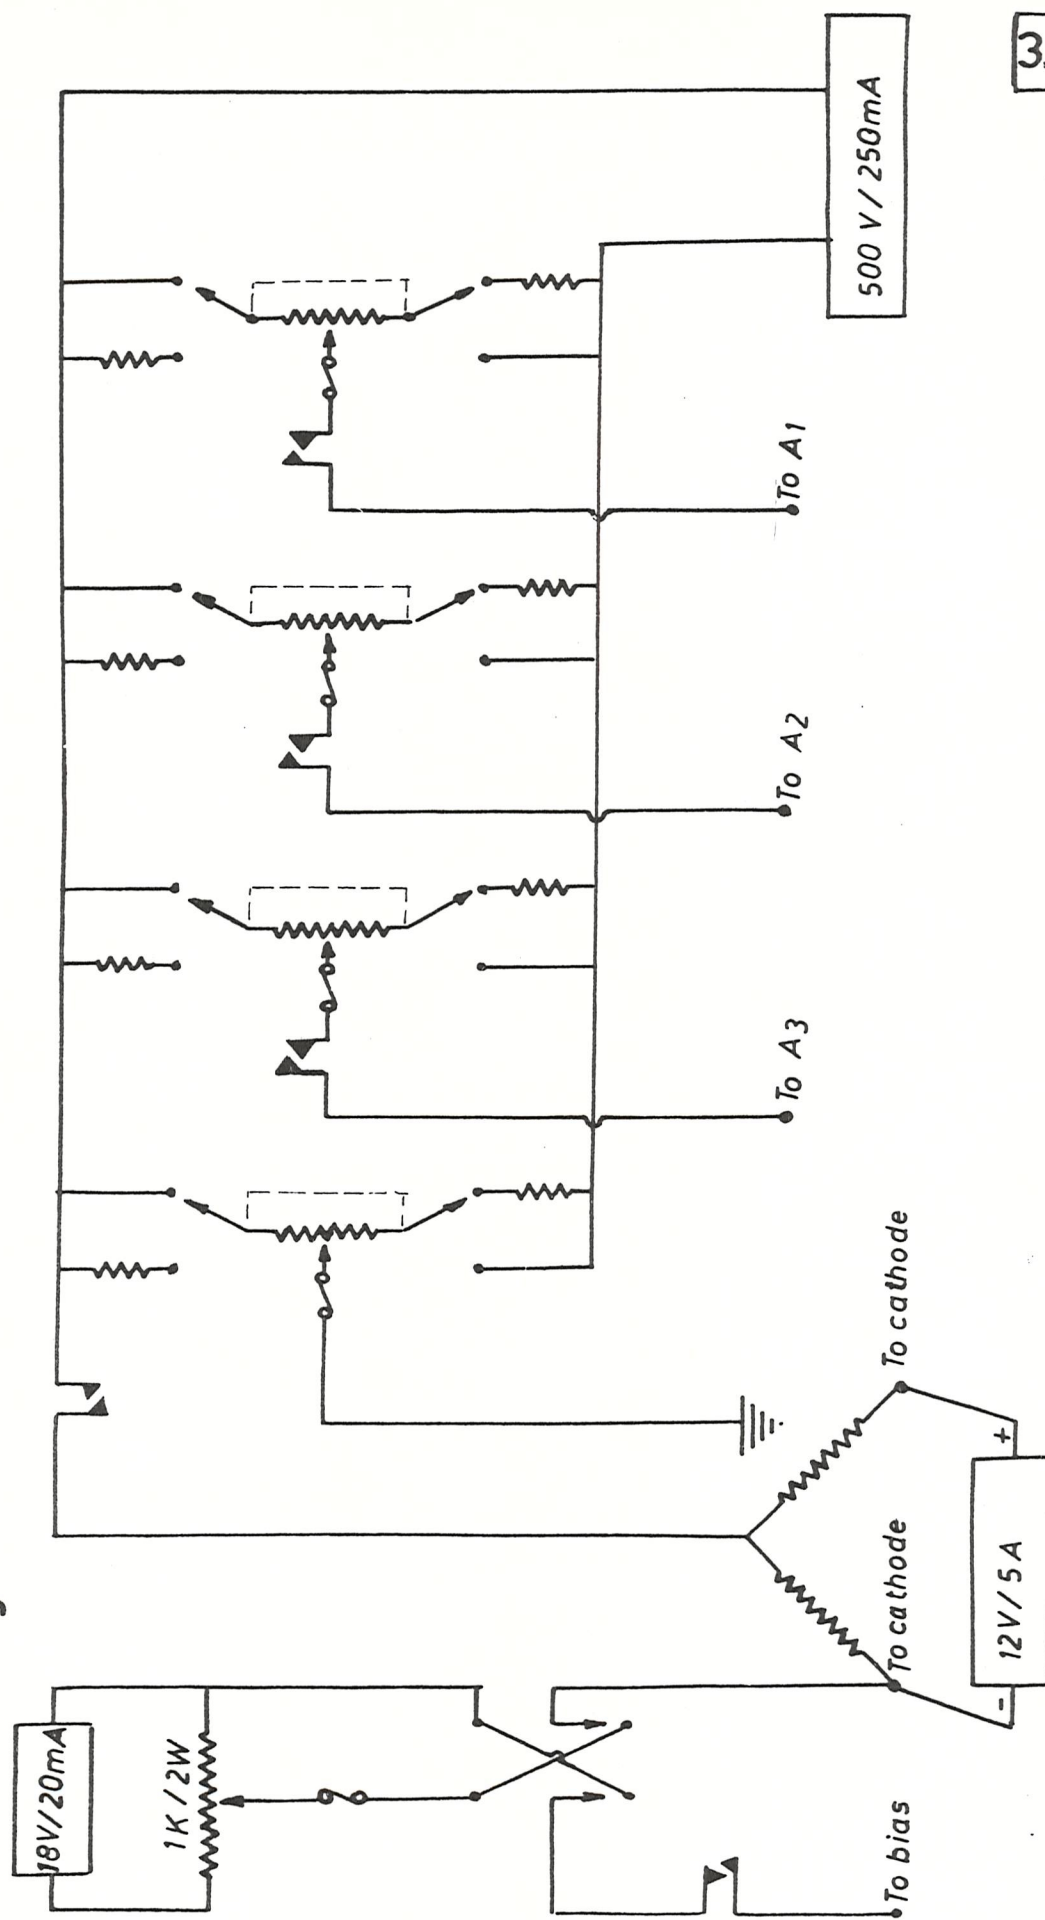 3.
500 V / 250mA
To A1
To A2
To A3
To cathode
To cathode
+
12V/5A
-
18V/20mA
1K/2W
To bias